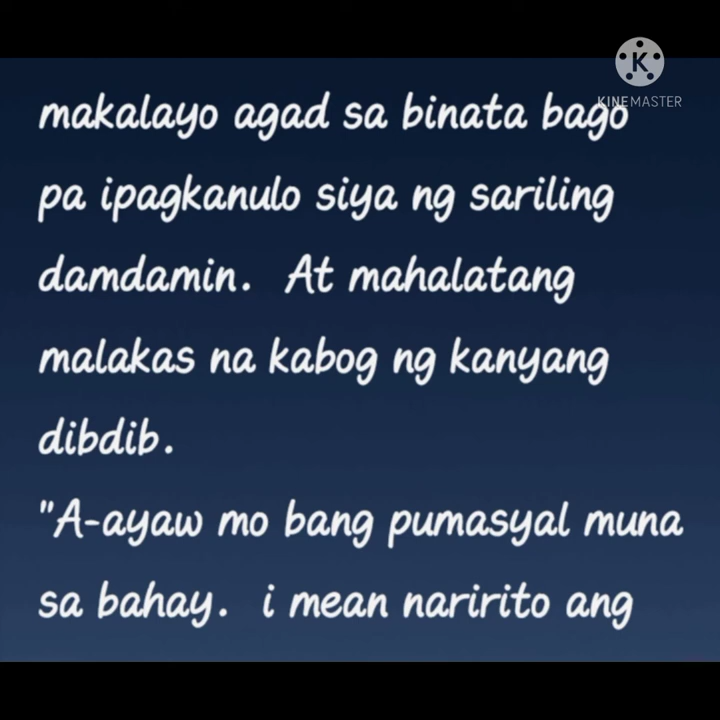 KINEMASTER
makalayo agad sa binata bago
pa ipagkanulo siya ng sariling
damdamin. At mahalatang
malakas na kabog ng kanyang
dibdib.
"A-ayaw mo bang pumasyal muna
sa bahay. i mean naririto ang